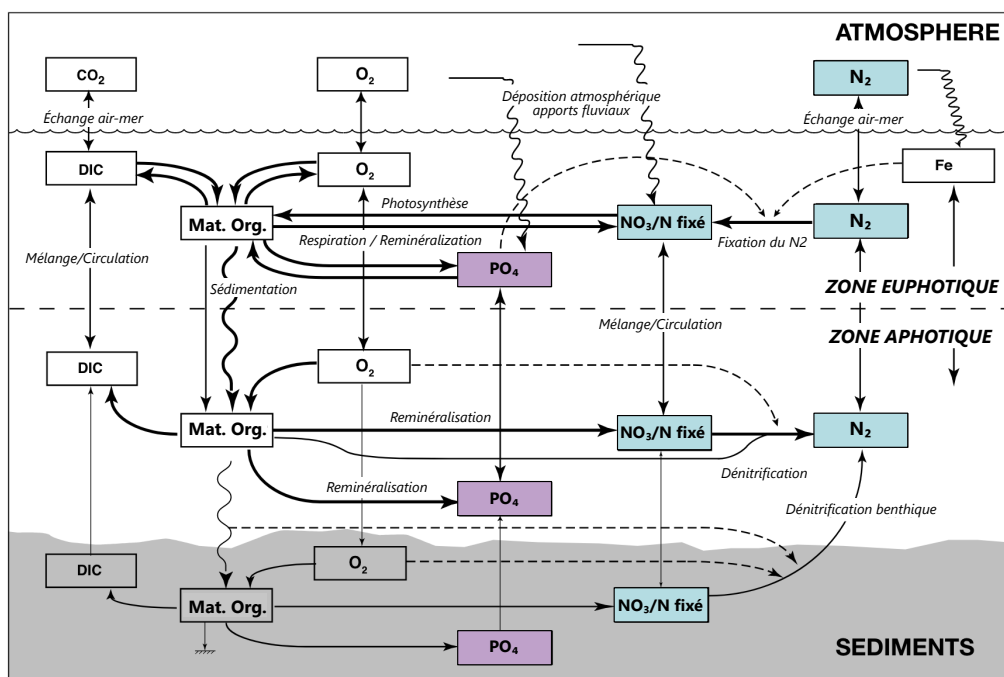 ATMOSPHERE
CO₂
O₂
N₂
Déposition atmosphérique
apports fluviaux
Échange air-mer
Échange air-mer
DIC
O₂
Fe
Photosynthèse
Mat. Org.
NO₃/N fixé
N₂
Respiration / Reminéralization
Fixation du N2
Mélange/Circulation
PO₄
Sédimentation
ZONE EUPHOTIQUE
Mélange/Circulation
ZONE APHOTIQUE
DIC
O₂
Reminéralisation
Mat. Org.
NO₃/N fixé
N₂
Dénitrification
Reminéralisation
PO₄
Dénitrification benthique
DIC
O₂
Mat. Org.
NO₃/N fixé
PO₄
SEDIMENTS